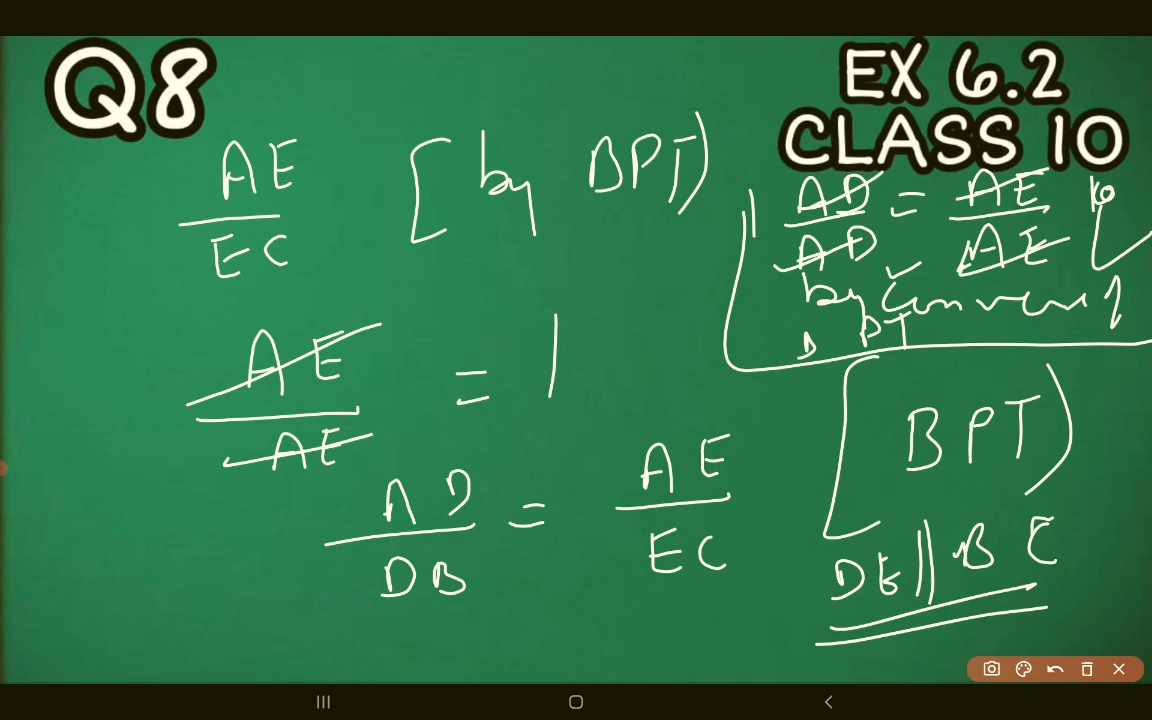 Q8
EX 6.2
CLASS 10
AE
EC
[by BPT)
AD = AE
AD AE
by converse
BPT
AE = 1
AE
AD = AE
DB EC
[BPT)
DE || BC